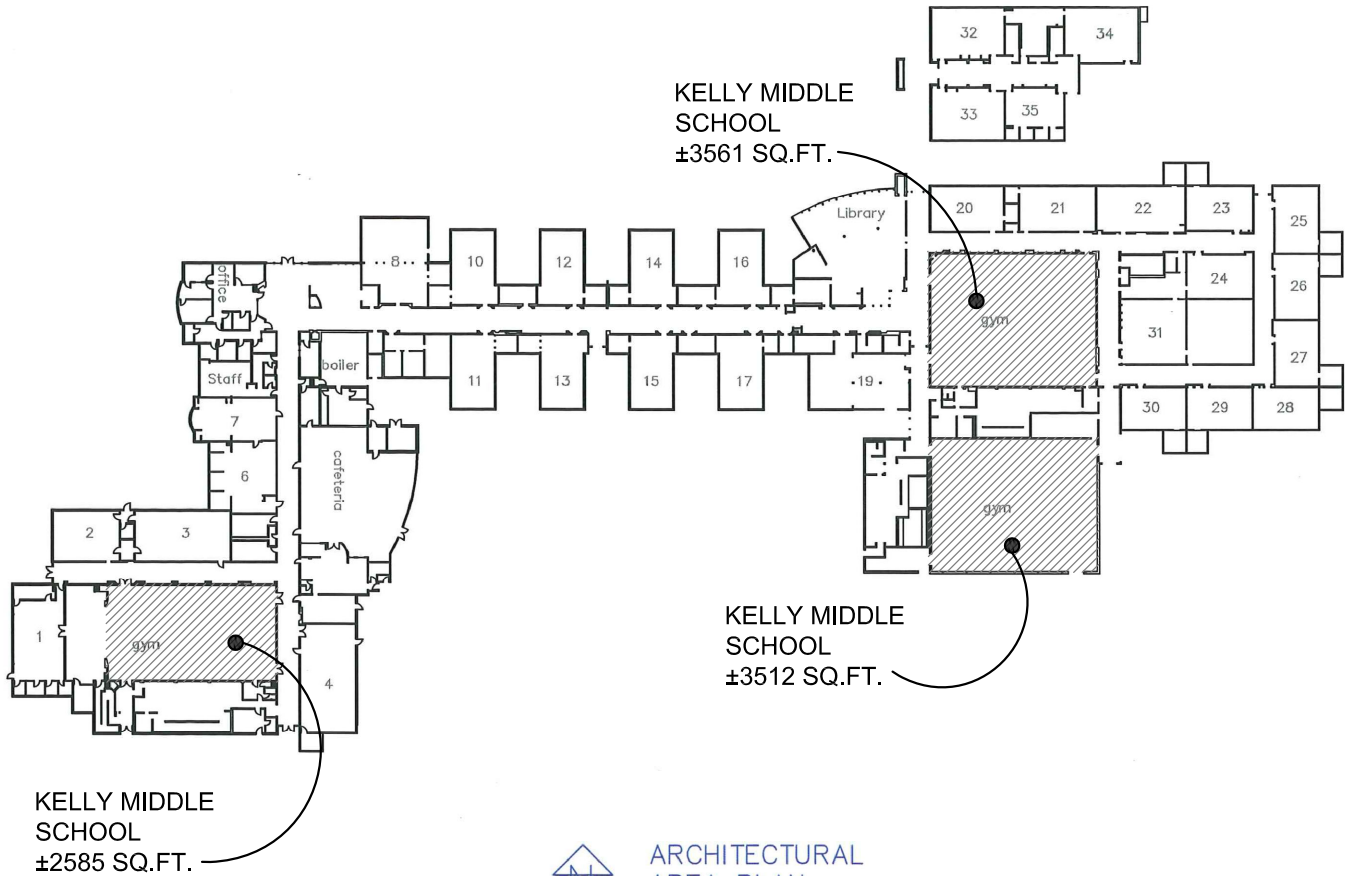 32
34
KELLY MIDDLE
SCHOOL
±3561 SQ.FT.
33
35
Library
20
21
22
23
25
8
10
12
14
16
office
24
26
gym
31
boiler
Staff
11
13
15
17
19
27
7
30
29
28
6
cafeteria
gym
2
3
KELLY MIDDLE
SCHOOL
±3512 SQ.FT.
1
gym
4
KELLY MIDDLE
SCHOOL
±2585 SQ.FT.
N
ARCHITECTURAL